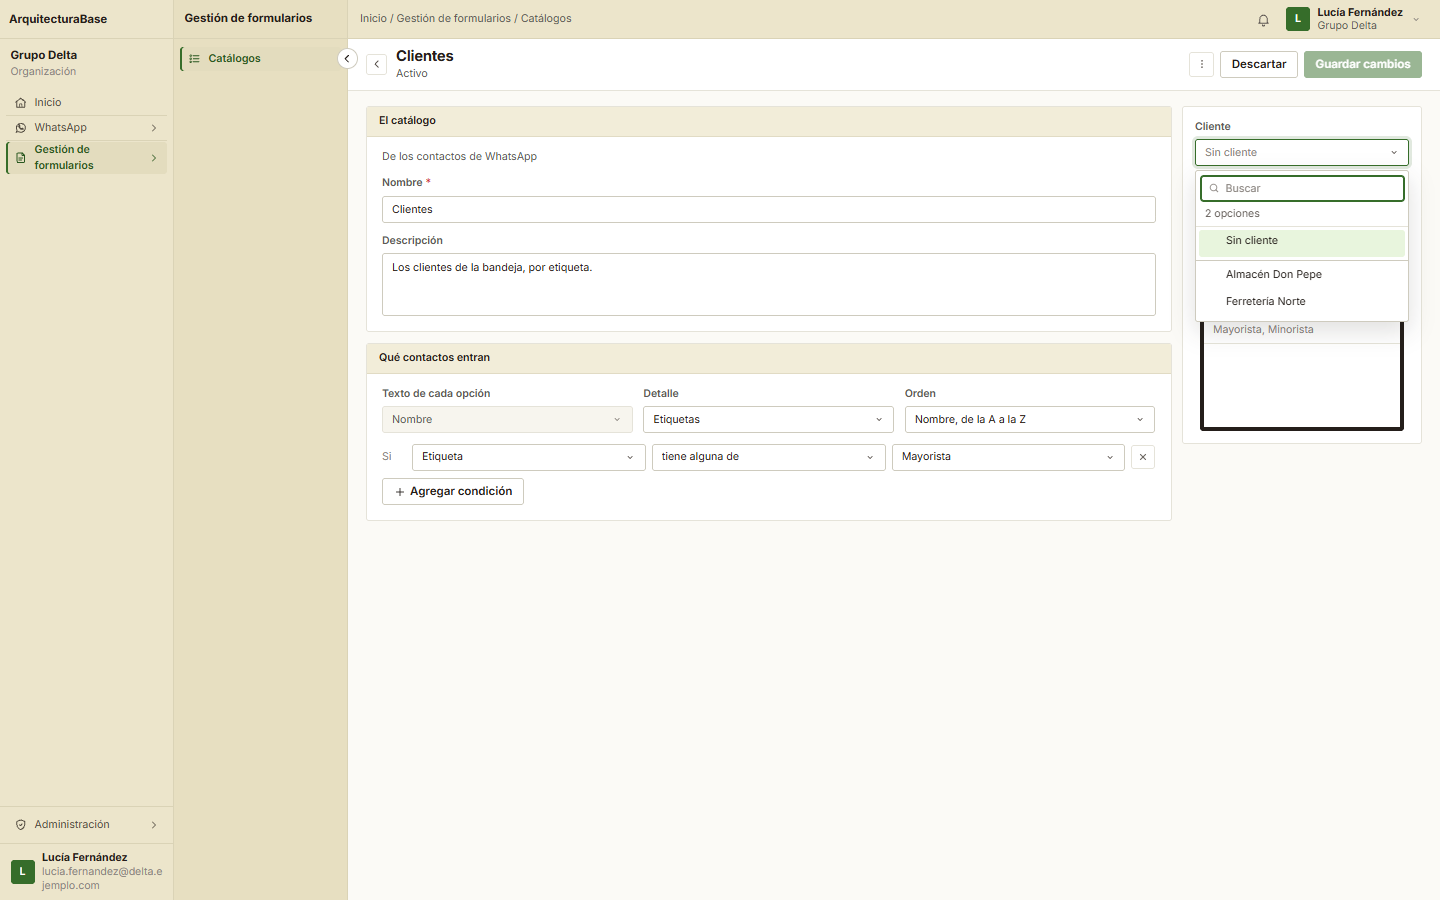 ArquitecturaBase
Grupo Delta
Organización
Inicio
WhatsApp
Gestión de
formularios
Administración
L
Lucía Fernández
lucia.fernandez@delta.e
jemplo.com
Gestión de formularios
Catálogos
Inicio / Gestión de formularios / Catálogos
L
Lucía Fernández
Grupo Delta
Clientes
Activo
Descartar
Guardar cambios
El catálogo
De los contactos de WhatsApp
Nombre *
Clientes
Descripción
Los clientes de la bandeja, por etiqueta.
Qué contactos entran
Texto de cada opción
Detalle
Orden
Nombre
Etiquetas
Nombre, de la A a la Z
Si
Etiqueta
tiene alguna de
Mayorista
Agregar condición
Cliente
Sin cliente
Buscar
2 opciones
Sin cliente
Almacén Don Pepe
Ferretería Norte
Mayorista, Minorista